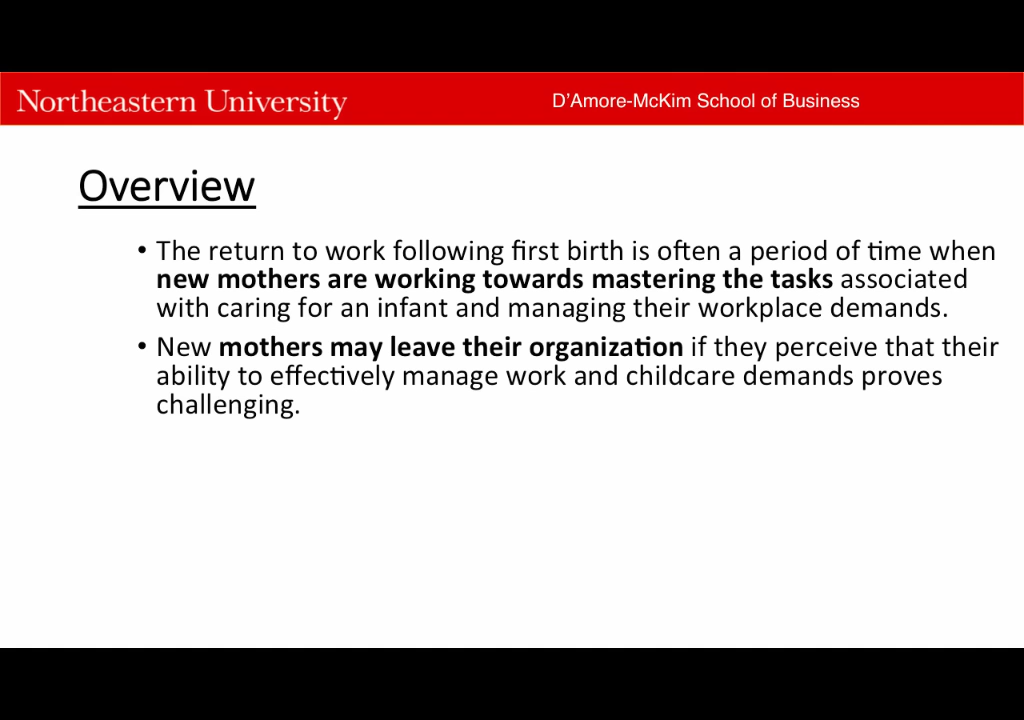 Northeastern University
D'Amore-McKim School of Business
Overview
• The return to work following first birth is often a period of time when
new mothers are working towards mastering the tasks associated
with caring for an infant and managing their workplace demands.
• New mothers may leave their organization if they perceive that their
ability to effectively manage work and childcare demands proves
challenging.